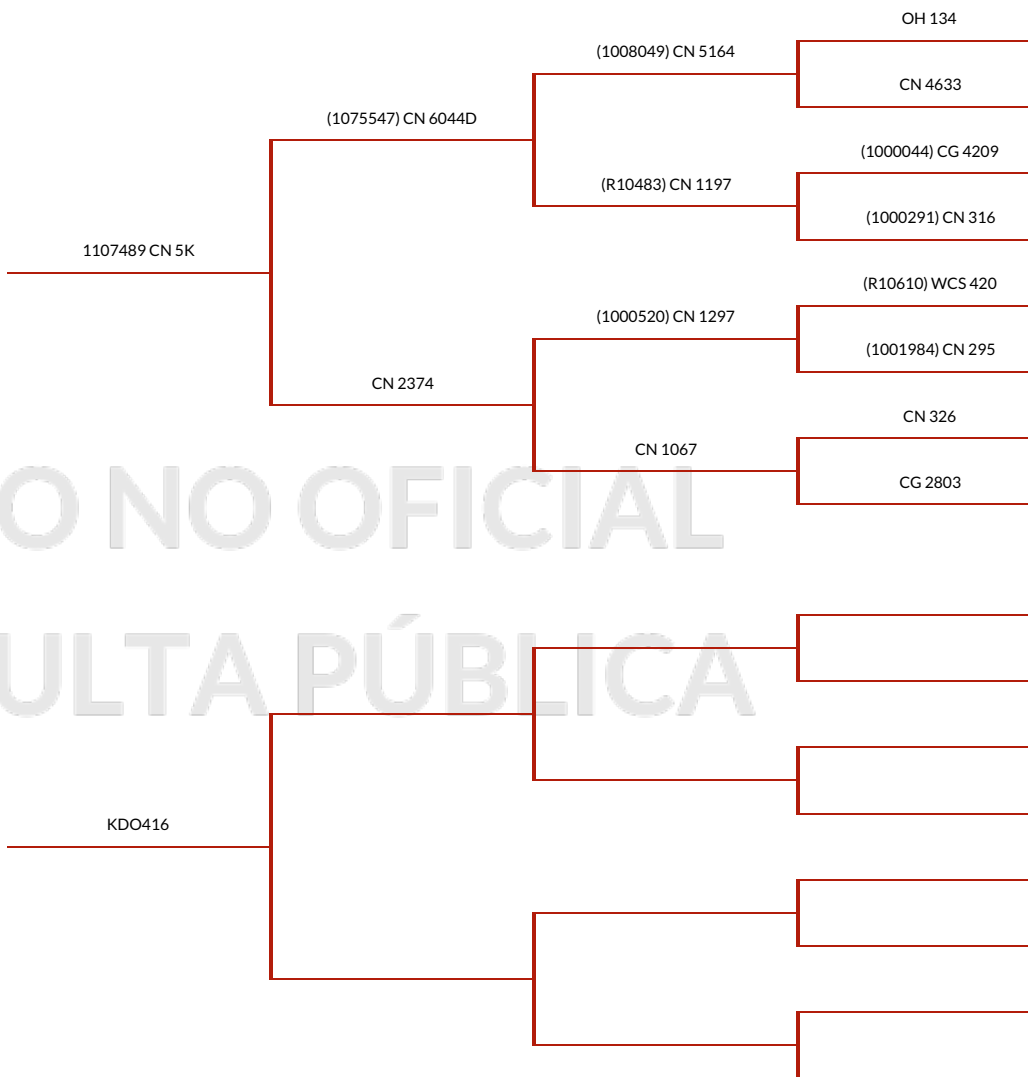 OH 134
(1008049) CN 5164
CN 4633
(1075547) CN 6044D
(1000044) CG 4209
(R10483) CN 1197
(1000291) CN 316
1107489 CN 5K
(R10610) WCS 420
(1000520) CN 1297
(1001984) CN 295
CN 2374
CN 326
CN 1067
CG 2803
O NO OFICIAL
ULTA PÚBLICA
KDO416